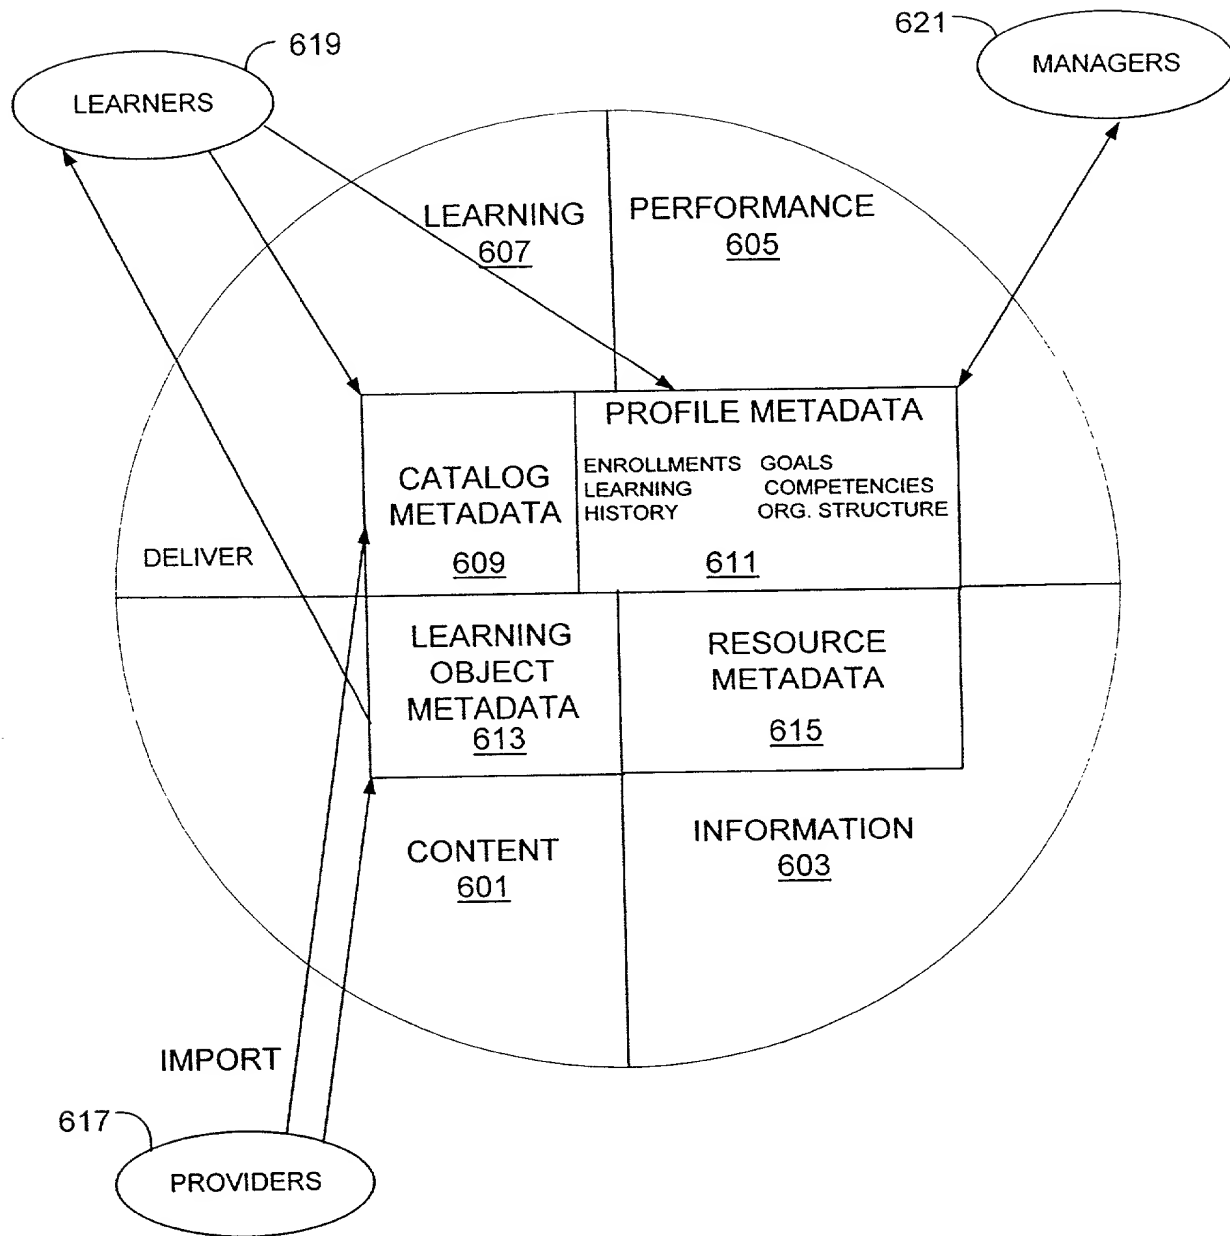 619
LEARNERS
621
MANAGERS
LEARNING
607
PERFORMANCE
605
CATALOG
METADATA
609
PROFILE METADATA
ENROLLMENTS GOALS
LEARNING COMPETENCIES
HISTORY ORG. STRUCTURE
611
DELIVER
LEARNING
OBJECT
METADATA
613
RESOURCE
METADATA
615
CONTENT
601
INFORMATION
603
IMPORT
617
PROVIDERS